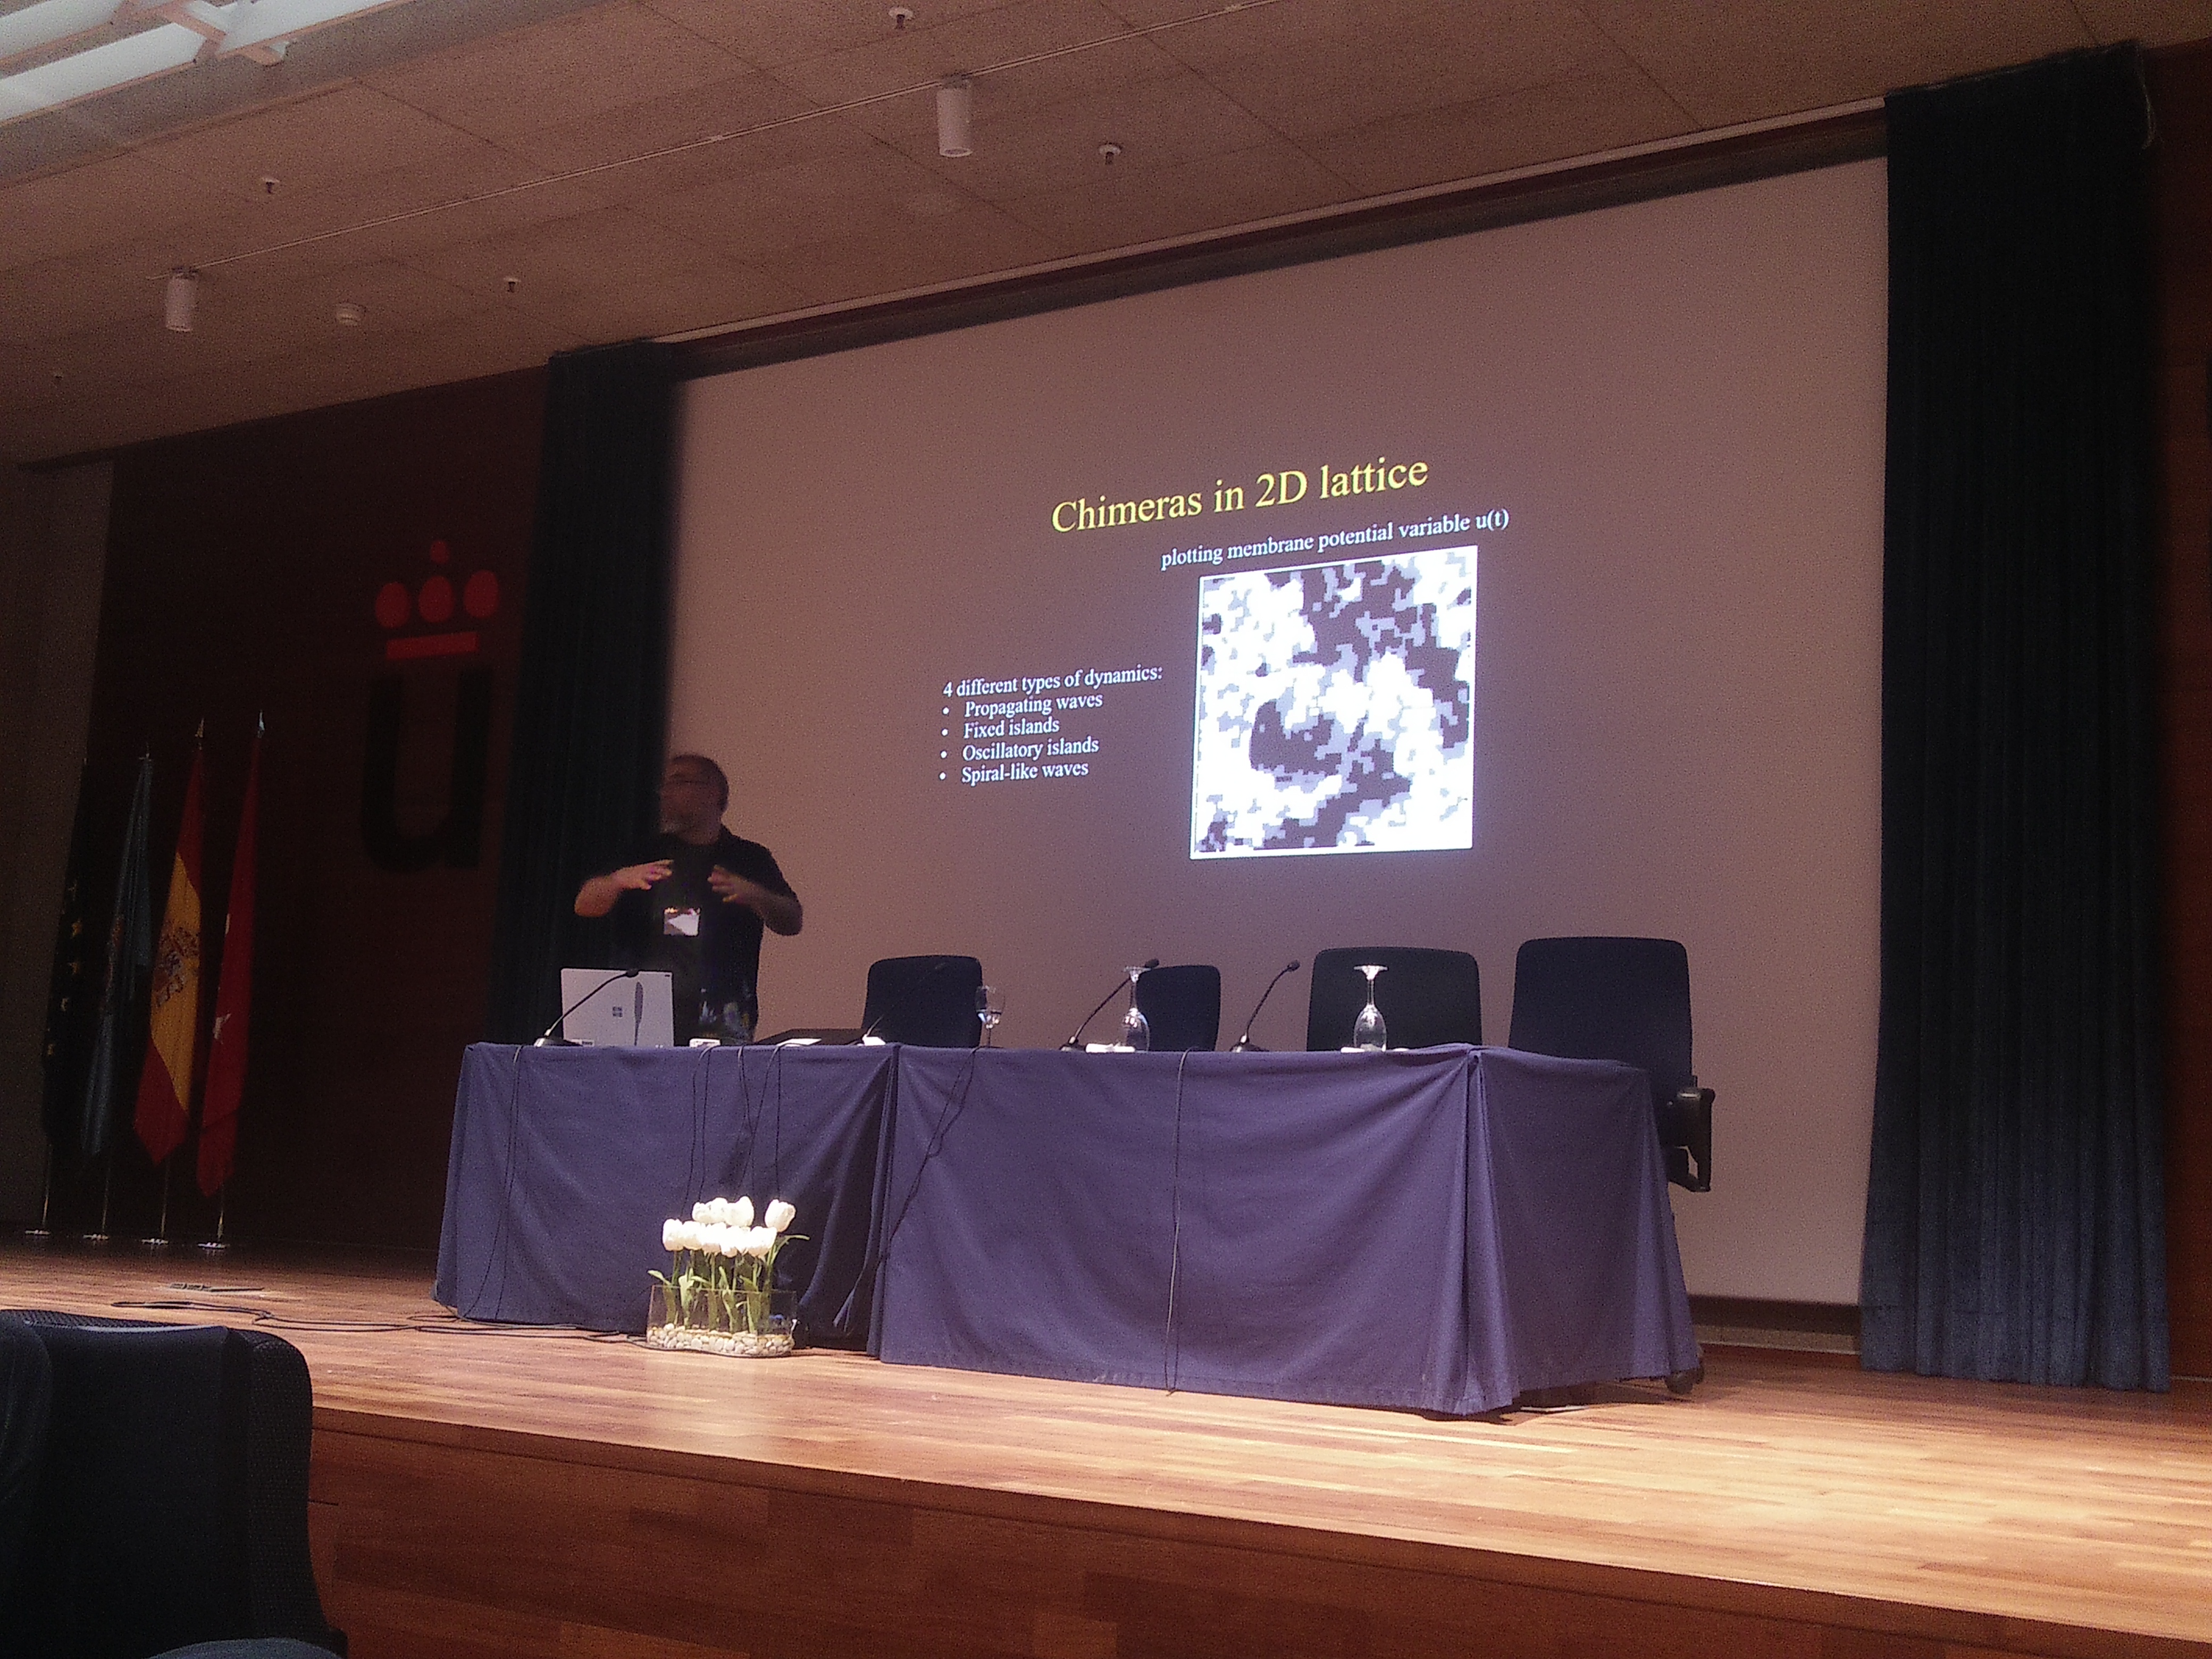 Chimeras in 2D lattice
plotting membrane potential variable u(t)
4 different types of dynamics:
• Propagating waves
• Fixed islands
• Oscillatory islands
• Spiral-like waves
u